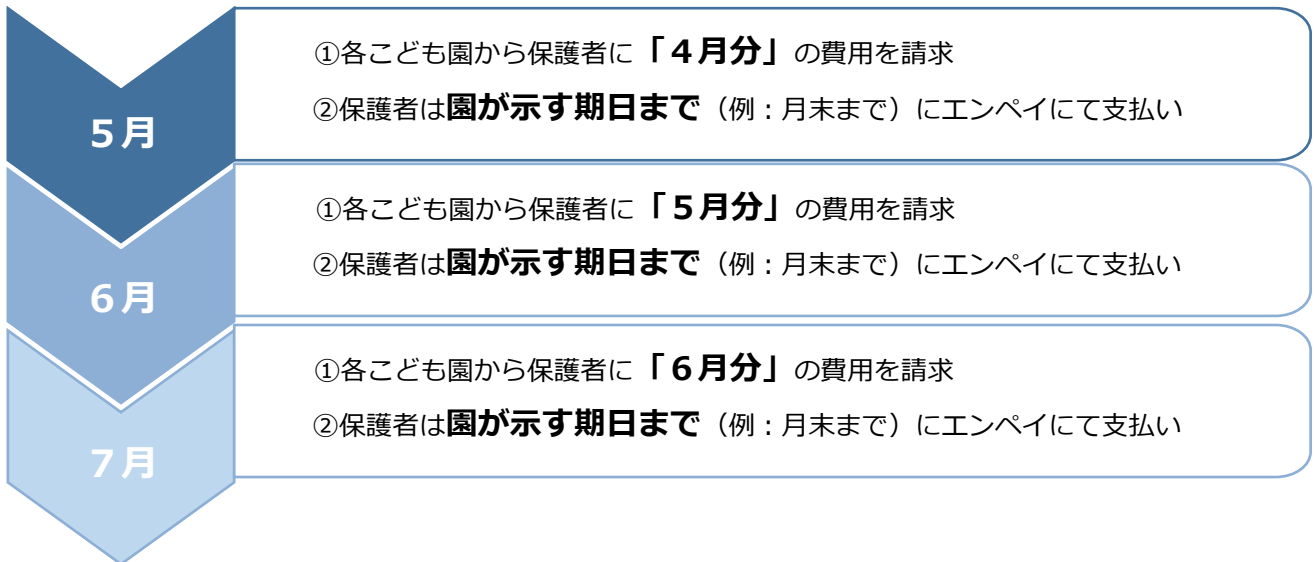 5月
①各こども園から保護者に「４月分」の費用を請求
②保護者は園が示す期日まで（例：月末まで）にエンペイにて支払い
6月
①各こども園から保護者に「５月分」の費用を請求
②保護者は園が示す期日まで（例：月末まで）にエンペイにて支払い
7月
①各こども園から保護者に「６月分」の費用を請求
②保護者は園が示す期日まで（例：月末まで）にエンペイにて支払い